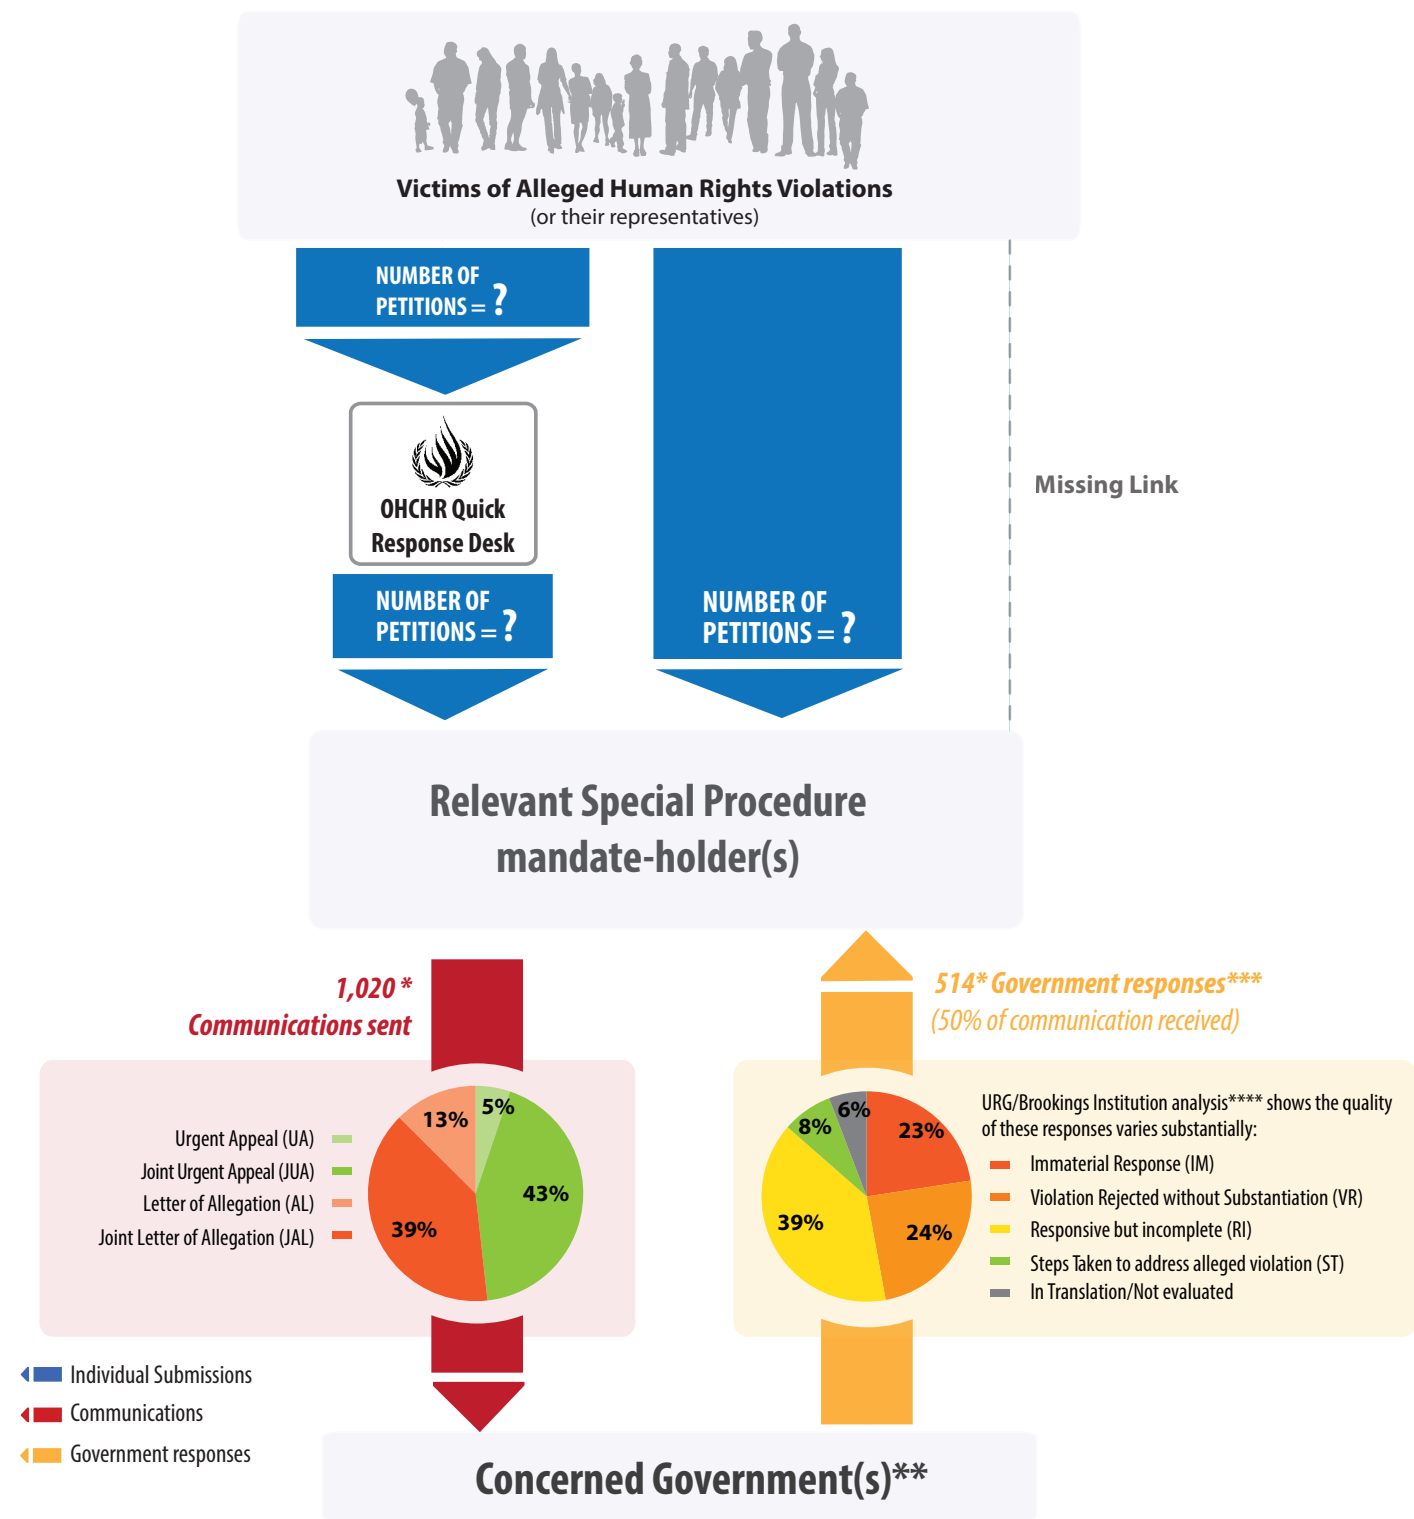 Victims of Alleged Human Rights Violations
(or their representatives)
NUMBER OF
PETITIONS = ?
OHCHR Quick
Response Desk
NUMBER OF
PETITIONS = ?
NUMBER OF
PETITIONS = ?
Missing Link
Relevant Special Procedure
mandate-holder(s)
1,020 *
Communications sent
514* Government responses***
(50% of communication received)
Urgent Appeal (UA)
Joint Urgent Appeal (JUA)
Letter of Allegation (AL)
Joint Letter of Allegation (JAL)
5%
13%
43%
39%
6%
8%
23%
39%
24%
URG/Brookings Institution analysis**** shows the quality
of these responses varies substantially:
Immaterial Response (IM)
Violation Rejected without Substantiation (VR)
Responsive but incomplete (RI)
Steps Taken to address alleged violation (ST)
In Translation/Not evaluated
Individual Submissions
Communications
Government responses
Concerned Government(s)**